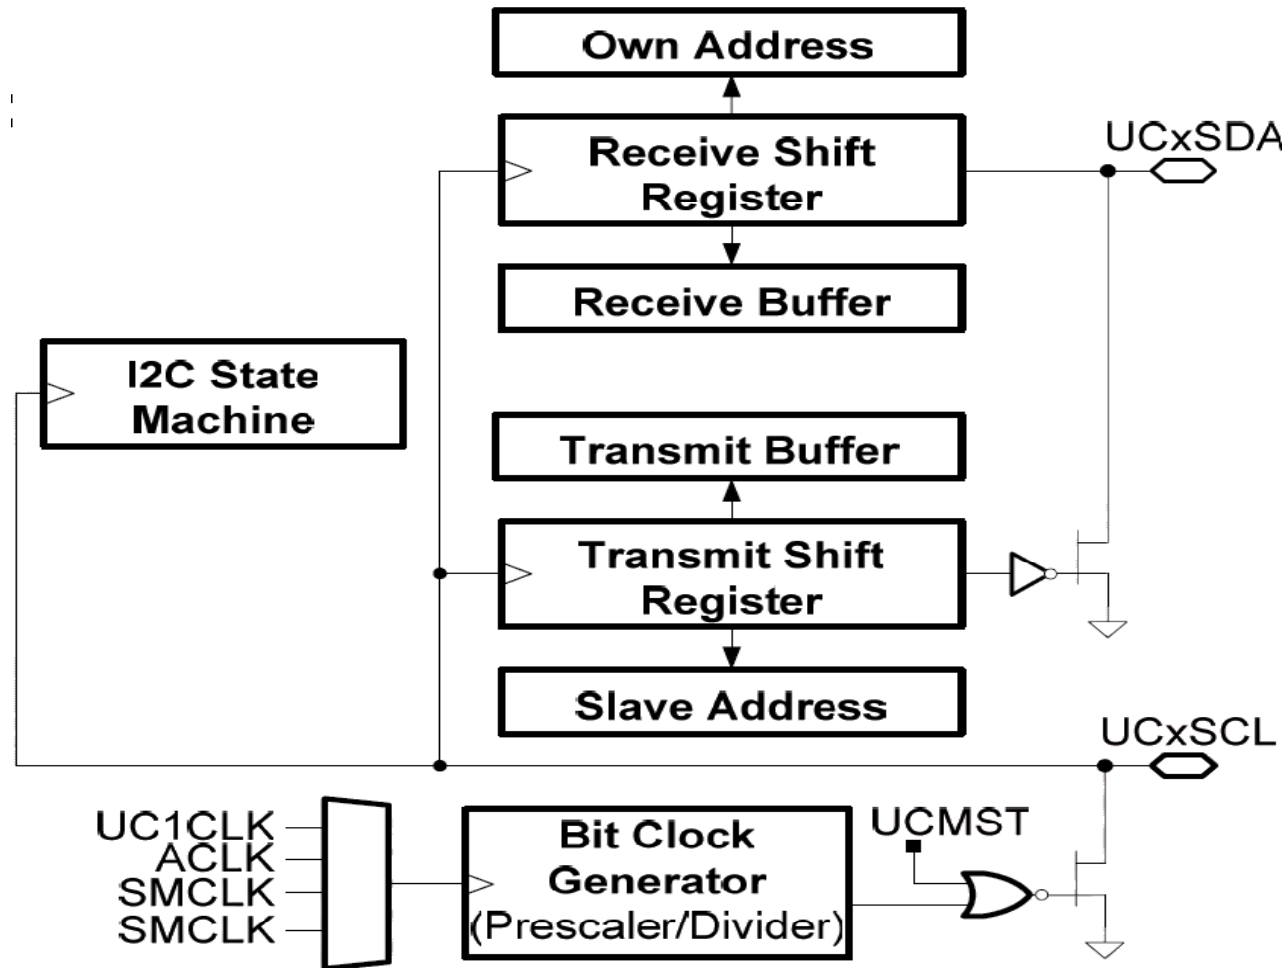 Own Address
UCxSDA
Receive Shift
Register
Receive Buffer
I2C State
Machine
Transmit Buffer
Transmit Shift
Register
Slave Address
UCxSCL
UC1CLK
ACLK
SMCLK
SMCLK
Bit Clock
Generator
(Prescaler/Divider)
UCMST